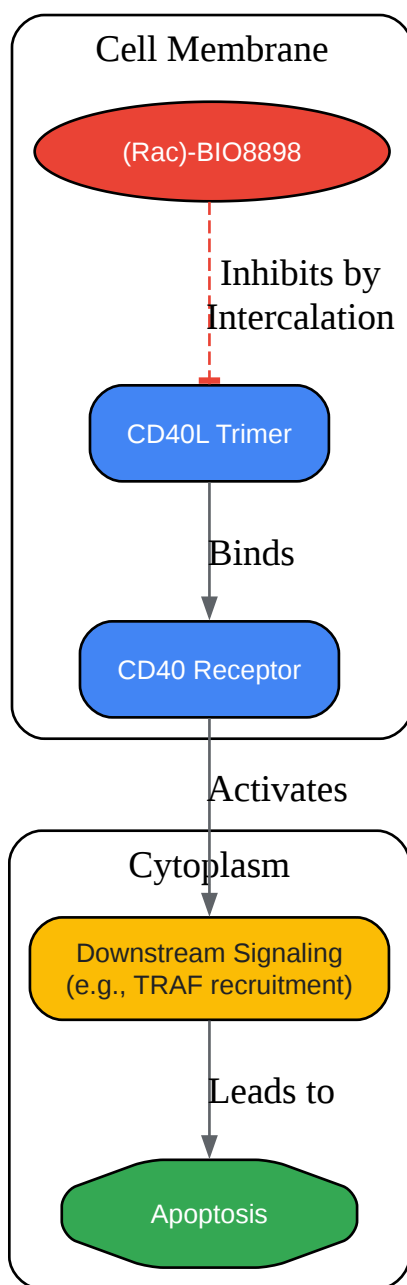 Cell Membrane
(Rac)-BIO8898
Inhibits by
Intercalation
CD40L Trimer
Binds
CD40 Receptor
Activates
Cytoplasm
Downstream Signaling
(e.g., TRAF recruitment)
Leads to
Apoptosis